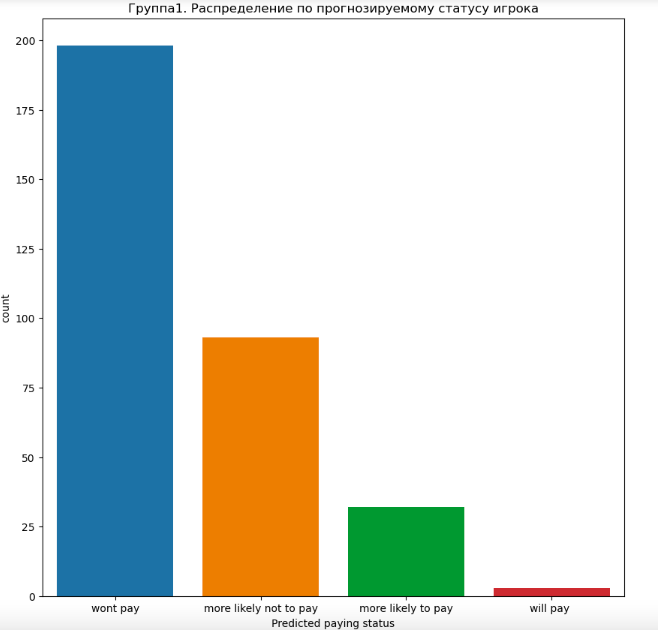 Группа1. Распределение по прогнозируемому статусу игрока
200
175
150
125
100
75
50
25
0
count
wont pay
more likely not to pay
more likely to pay
will pay
Predicted paying status